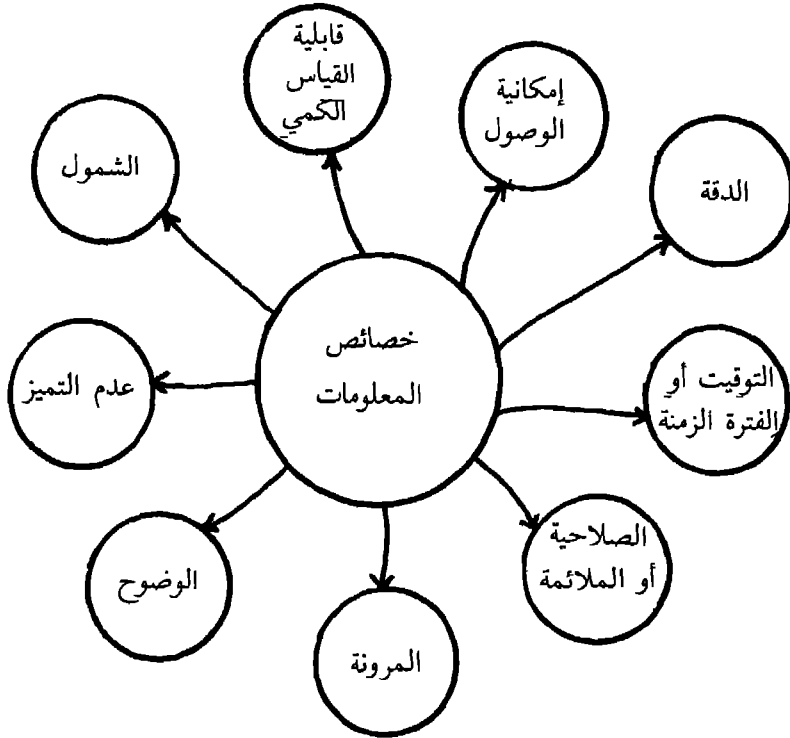 خصائص
المعلومات
قابلية
القياس
الكمي
إمكانية
الوصول
الدقة
التوقيت أو
الفترة الزمنة
الصلاحية
أو الملائمة
المرونة
الوضوح
عدم التميز
الشمول